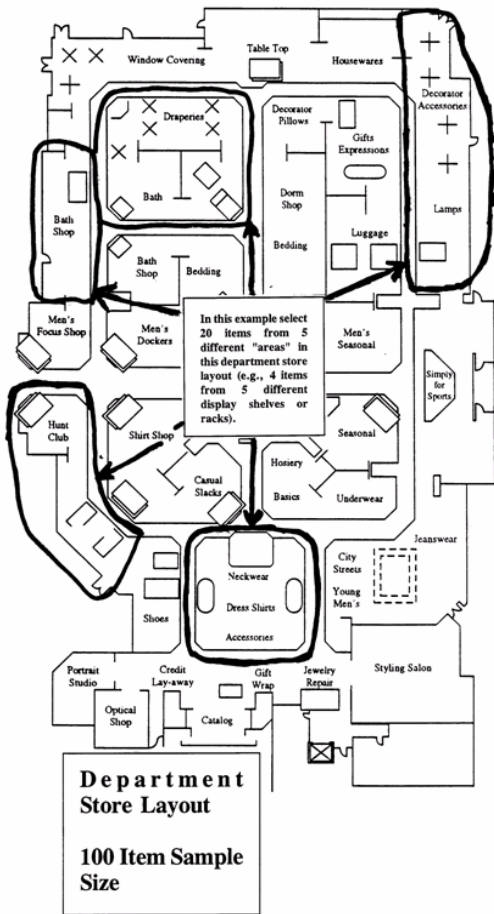 Window Covering
Table Top
Housewares
Draperies
Decorator
Pillows
Decorator
Accessories
Gifts
Expressions
Bath
Dorm
Shop
Lamps
Bath
Shop
Luggage
Bedding
Bath
Shop
Bedding
Men's
Focus Shop
Men's
Dockers
In this example select
20 items from 5
different "areas" in
this department store
layout (e.g., 4 items
from 5 different
display shelves or
racks).
Men's
Seasonal
Simply
for
Sports
Hunt
Club
Shirt Shop
Seasonal
Hosiery
Casual
Slacks
Basics
Underwear
Jeanswear
City
Streets
Young
Men's
Neckwear
Dress Shirts
Accessories
Shoes
Portrait
Studio
Credit
Lay-away
Gift
Wrap
Jewelry
Repair
Styling Salon
Optical
Shop
Catalog
Department
Store Layout
100 Item Sample
Size